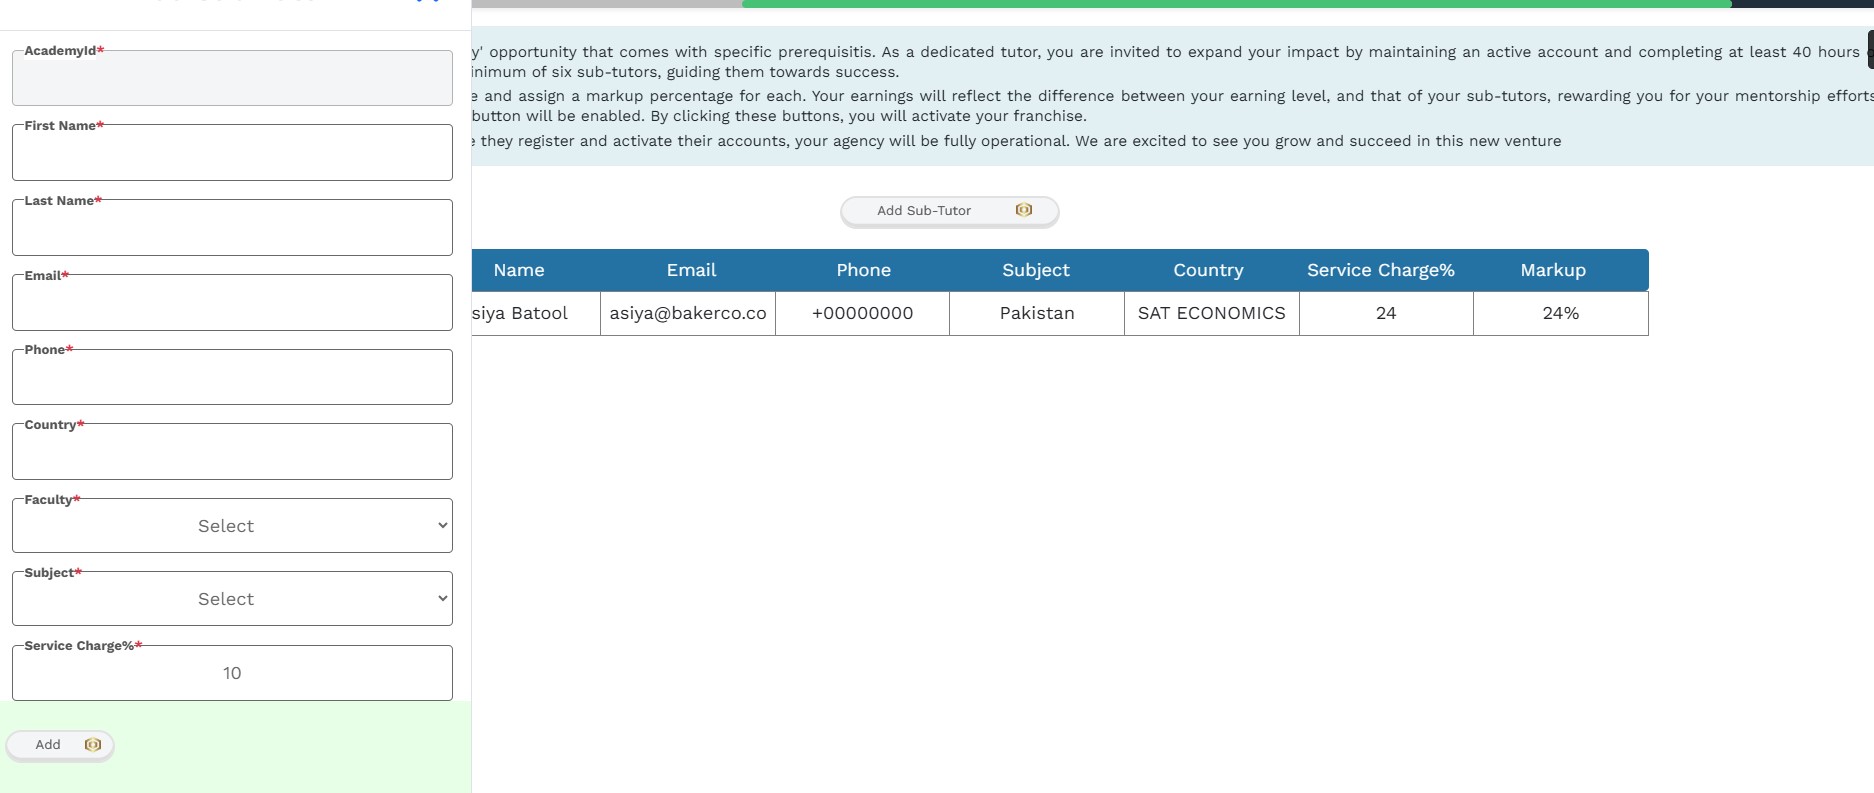 AcademyId*
First Name*
Last Name*
Email*
Phone*
Country*
Faculty*
Select
Subject*
Select
Service Charge%*
10
Add
y' opportunity that comes with specific prerequisitis. As a dedicated tutor, you are invited to expand your impact by maintaining an active account and completing at least 40 hours
inimum of six sub-tutors, guiding them towards success.
e and assign a markup percentage for each. Your earnings will reflect the difference between your earning level, and that of your sub-tutors, rewarding you for your mentorship efforts
button will be enabled. By clicking these buttons, you will activate your franchise.
e they register and activate their accounts, your agency will be fully operational. We are excited to see you grow and succeed in this new venture
Add Sub-Tutor
Name Email Phone Subject Country Service Charge% Markup
siya Batool asiya@bakerco.co +00000000 Pakistan SAT ECONOMICS 24 24%